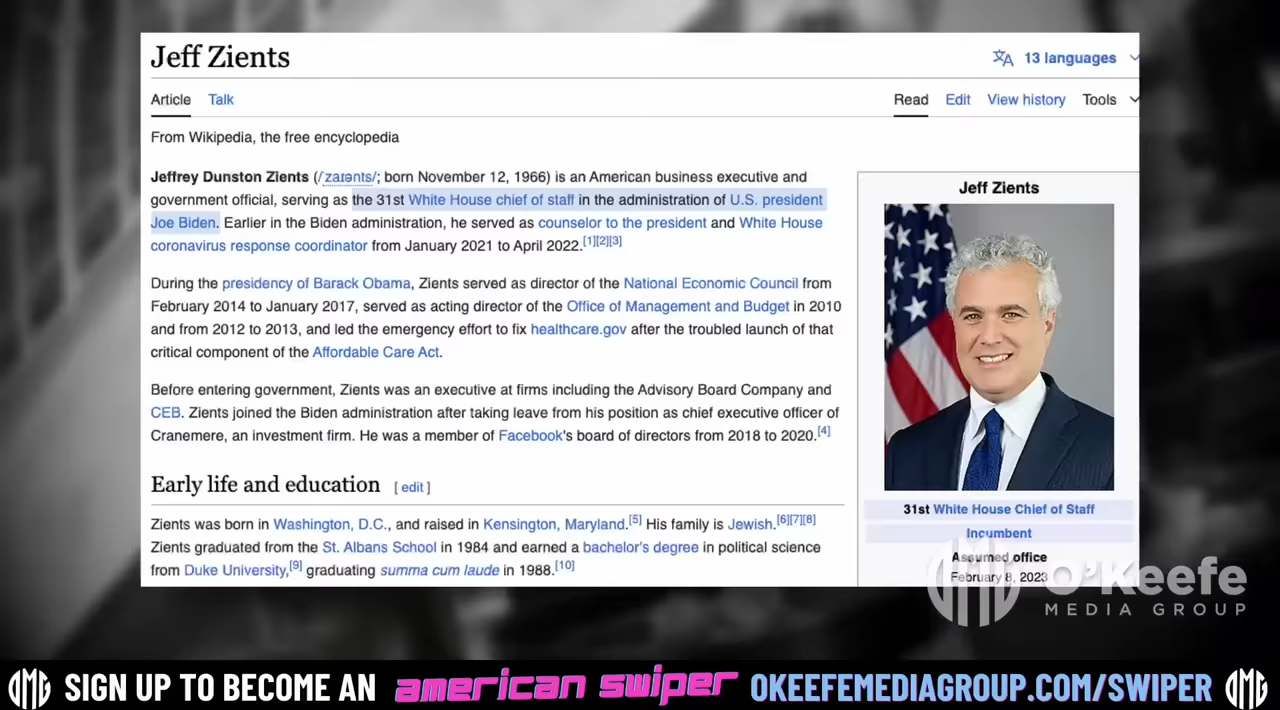 Jeff Zients
13 languages
Article Talk
Read Edit View history Tools
From Wikipedia, the free encyclopedia
Jeffrey Dunston Zients (/ˈzaɪənts/; born November 12, 1966) is an American business executive and
government official, serving as the 31st White House chief of staff in the administration of U.S. president
Joe Biden. Earlier in the Biden administration, he served as counselor to the president and White House
coronavirus response coordinator from January 2021 to April 2022.[1][2][3]
During the presidency of Barack Obama, Zients served as director of the National Economic Council from
February 2014 to January 2017, served as acting director of the Office of Management and Budget in 2010
and from 2012 to 2013, and led the emergency effort to fix healthcare.gov after the troubled launch of that
critical component of the Affordable Care Act.
Before entering government, Zients was an executive at firms including the Advisory Board Company and
CEB. Zients joined the Biden administration after taking leave from his position as chief executive officer of
Cranemere, an investment firm. He was a member of Facebook's board of directors from 2018 to 2020.[4]
Early life and education [ edit ]
Zients was born in Washington, D.C., and raised in Kensington, Maryland.[5] His family is Jewish.[6][7][8]
Zients graduated from the St. Albans School in 1984 and earned a bachelor's degree in political science
from Duke University,[9] graduating summa cum laude in 1988.[10]
Jeff Zients
31st White House Chief of Staff
Incumbent
Assumed office
February 8, 2023
O'Keefe
MEDIA GROUP
OMG SIGN UP TO BECOME AN american swiper OKEEFEMEDIAGROUP.COM/SWIPER OMG